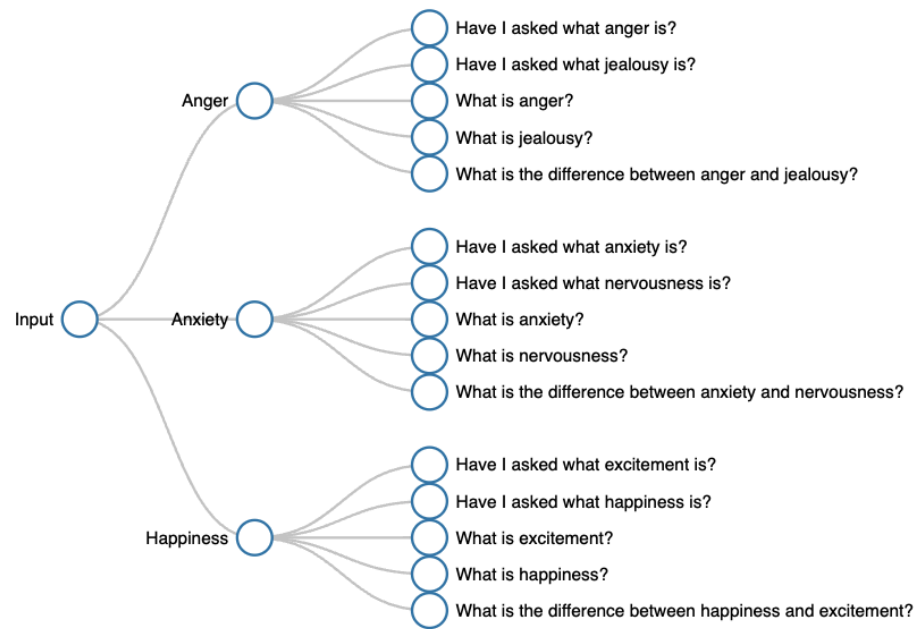 Have I asked what anger is?
Have I asked what jealousy is?
Anger
What is anger?
What is jealousy?
What is the difference between anger and jealousy?
Have I asked what anxiety is?
Have I asked what nervousness is?
Input
Anxiety
What is anxiety?
What is nervousness?
What is the difference between anxiety and nervousness?
Have I asked what excitement is?
Have I asked what happiness is?
Happiness
What is excitement?
What is happiness?
What is the difference between happiness and excitement?